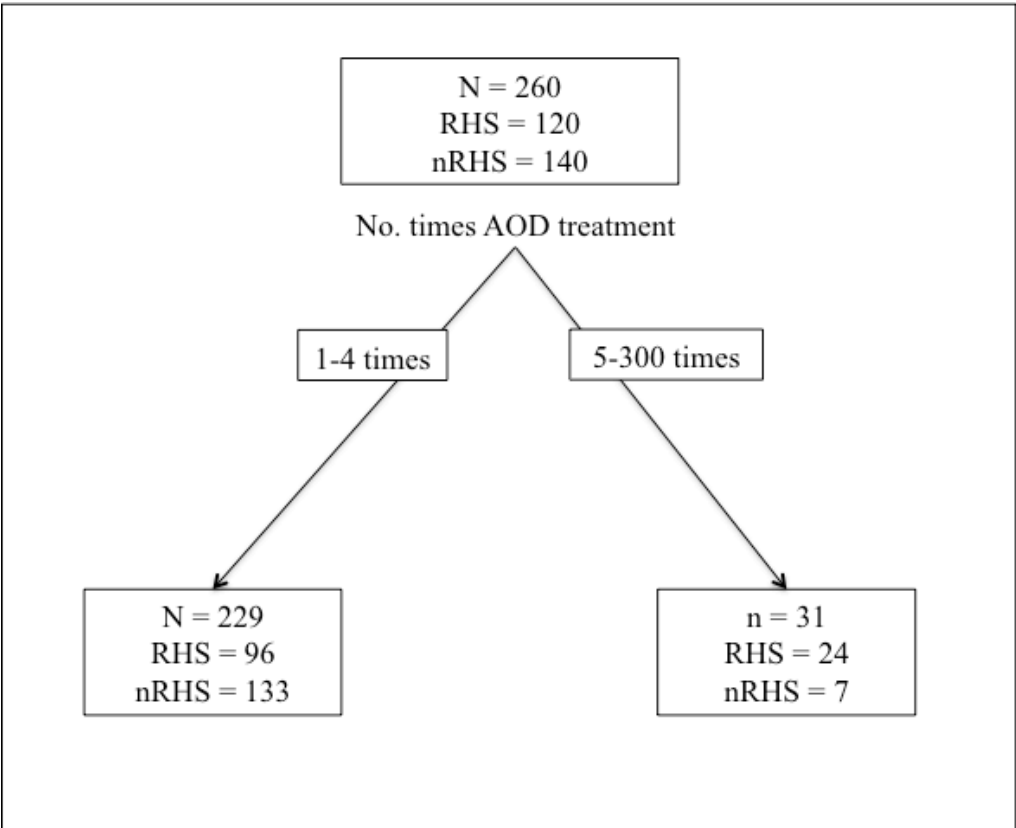 N = 260
RHS = 120
nRHS = 140
No. times AOD treatment
1-4 times
5-300 times
N = 229
RHS = 96
nRHS = 133
n = 31
RHS = 24
nRHS = 7